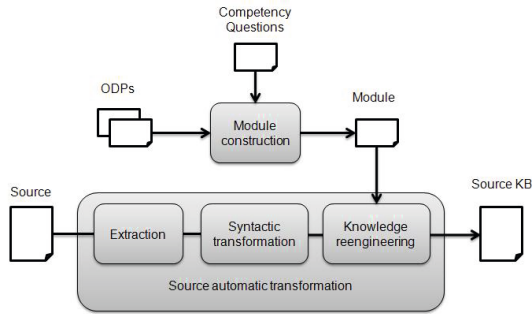 Competency
Questions
ODPs
Module
construction
Module
Source
Source KB
Extraction
Syntactic
transformation
Knowledge
reengineering
Source automatic transformation